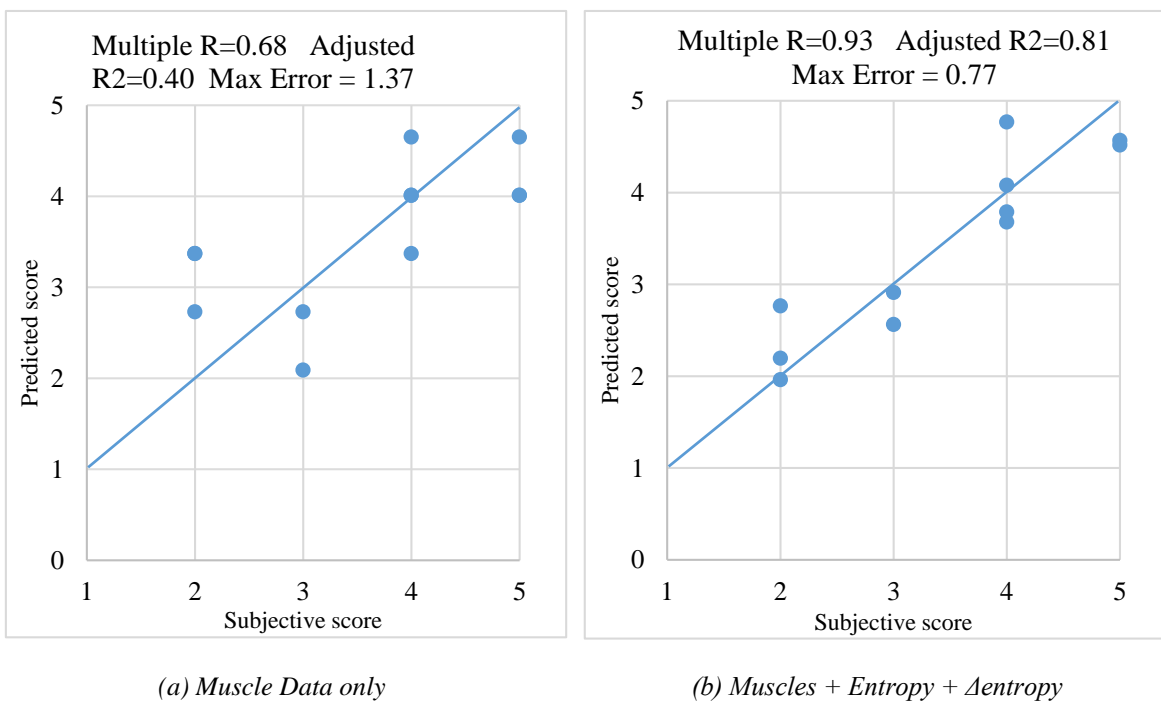 Multiple R=0.68 Adjusted
R2=0.40 Max Error = 1.37
5
4
3
2
1
0
Predicted score
1 2 3 4 5
Subjective score
(a) Muscle Data only
Multiple R=0.93 Adjusted R2=0.81
Max Error = 0.77
5
4
3
2
1
0
Predicted score
1 2 3 4 5
Subjective score
(b) Muscles + Entropy + Δentropy